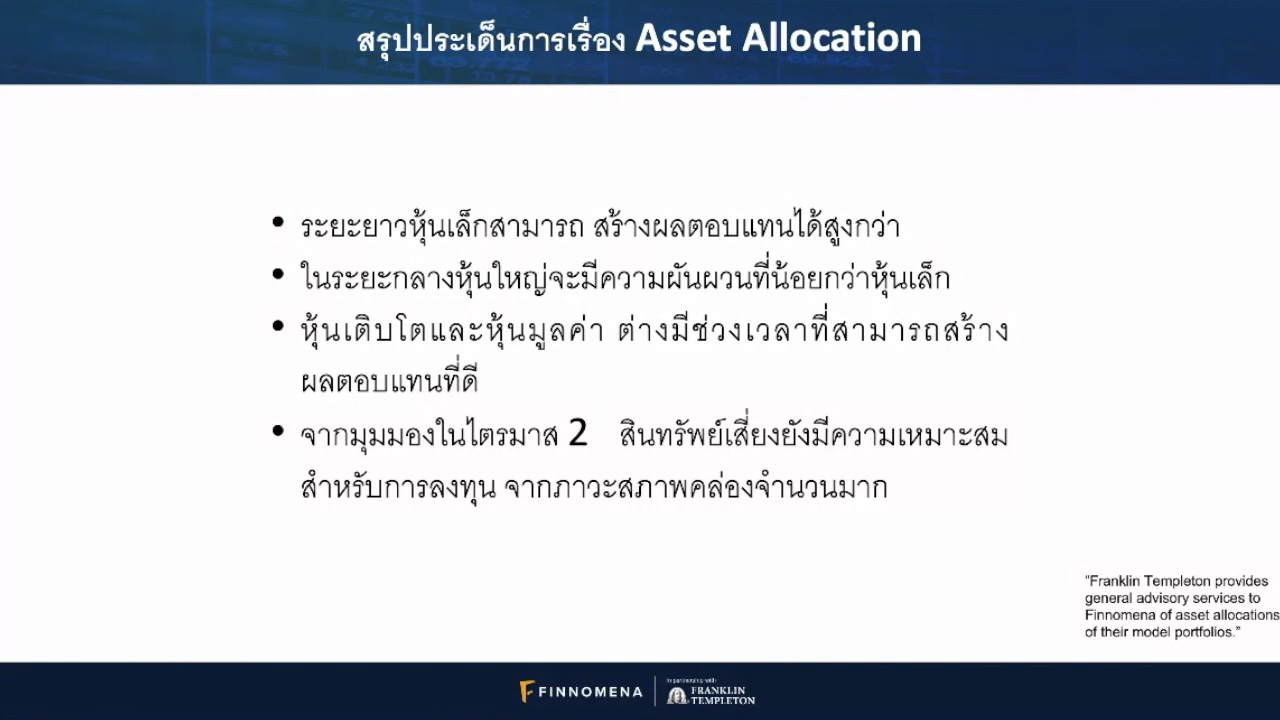 สรุปประเด็นการเรื่อง Asset Allocation
• ระยะยาวหุ้นเล็กสามารถ สร้างผลตอบแทนได้สูงกว่า
• ในระยะกลางหุ้นใหญ่จะมีความผันผวนที่น้อยกว่าหุ้นเล็ก
• หุ้นเติบโตและหุ้นมูลค่า ต่างมีช่วงเวลาที่สามารถสร้าง
ผลตอบแทนที่ดี
• จากมุมมองในไตรมาส 2 สินทรัพย์เสี่ยงยังมีความเหมาะสม
สำหรับการลงทุน จากภาวะสภาพคล่องจำนวนมาก
"Franklin Templeton provides
general advisory services to
Finnomena of asset allocations
of their model portfolios."
FINNOMENA
In partnership with
FRANKLIN
TEMPLETON